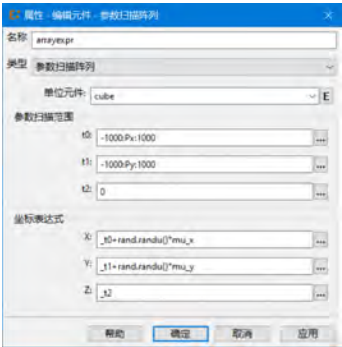 属性 - 编辑元件 - 参数扫描阵列
名称 arrayexpr
类型 参数扫描阵列
单位元件: cube E
参数扫描范围
t0: -1000:Px:1000 ...
t1: -1000:Py:1000 ...
t2: 0 ...
坐标表达式
X: _t0+rand.randu()*mu_x ...
Y: _t1+rand.randu()*mu_y ...
Z: _t2 ...
帮助 确定 取消 应用